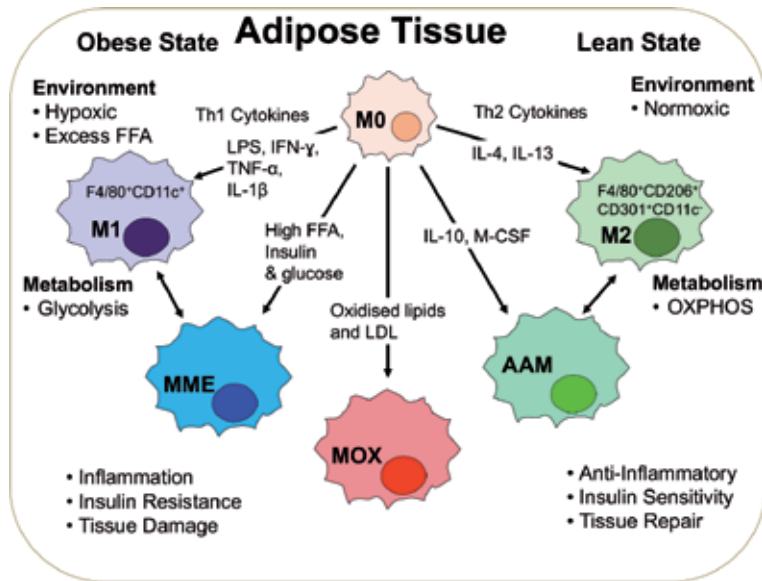 Adipose Tissue
Obese State
Lean State
Environment
• Hypoxic
• Excess FFA
Th1 Cytokines
LPS, IFN-ɣ,
TNF-α,
IL-1β
M0
Th2 Cytokines
IL-4, IL-13
Environment
• Normoxic
F4/80⁺CD11c⁺
M1
F4/80⁺CD206⁺
CD301⁺CD11c⁻
M2
High FFA,
Insulin
& glucose
IL-10, M-CSF
Metabolism
• Glycolysis
Metabolism
• OXPHOS
Oxidised lipids
and LDL
MME
MOX
AAM
• Inflammation
• Insulin Resistance
• Tissue Damage
• Anti-Inflammatory
• Insulin Sensitivity
• Tissue Repair